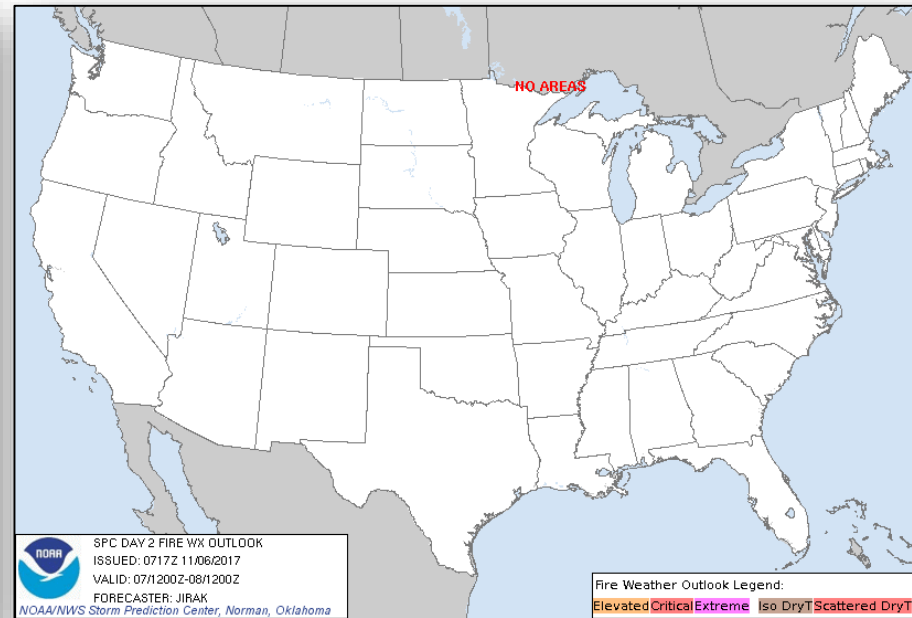 NO AREAS
NOAA
SPC DAY 2 FIRE WX OUTLOOK
ISSUED: 0717Z 11/06/2017
VALID: 07/1200Z-08/1200Z
FORECASTER: JIRAK
NOAA/NWS Storm Prediction Center, Norman, Oklahoma
Fire Weather Outlook Legend:
Elevated Critical Extreme Iso DryT Scattered DryT